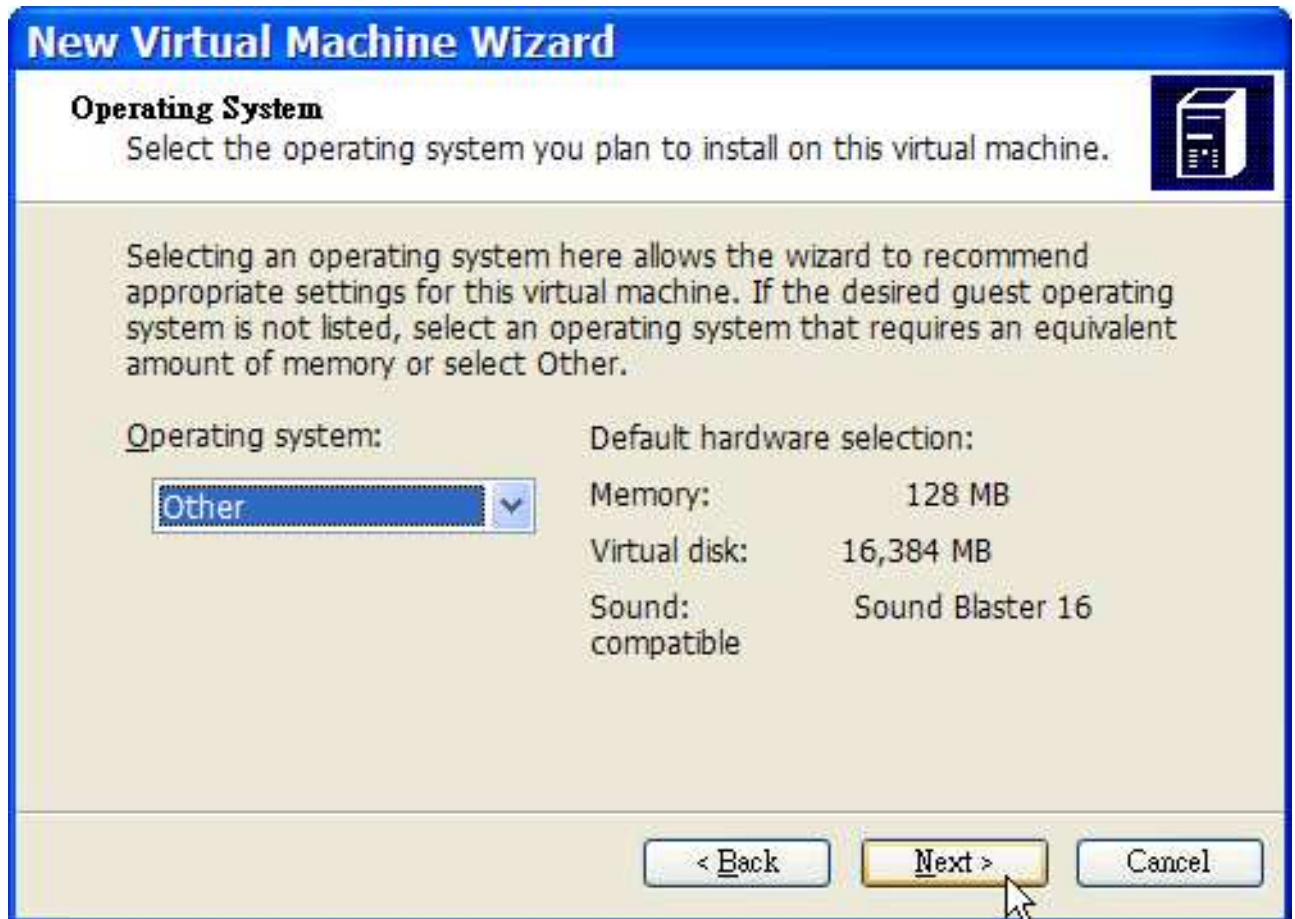 New Virtual Machine Wizard
Operating System
Select the operating system you plan to install on this virtual machine.
Selecting an operating system here allows the wizard to recommend
appropriate settings for this virtual machine. If the desired guest operating
system is not listed, select an operating system that requires an equivalent
amount of memory or select Other.
Operating system:
Other
Default hardware selection:
Memory: 128 MB
Virtual disk: 16,384 MB
Sound: Sound Blaster 16
compatible
< Back Next > Cancel